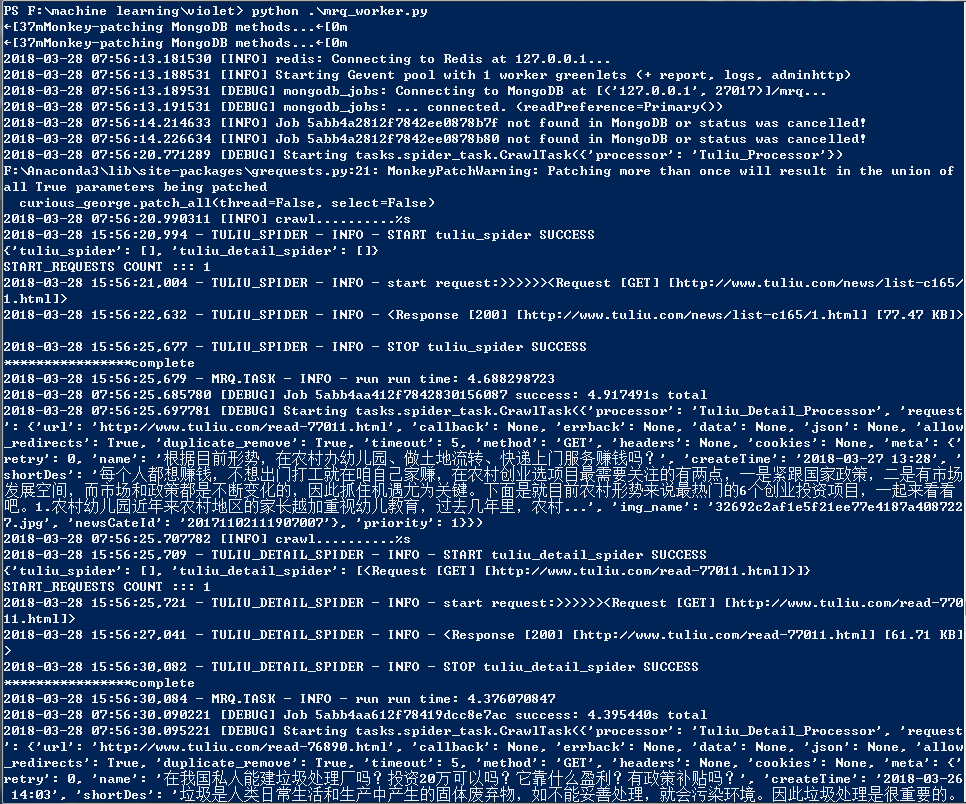 PS F:\machine learning\violet> python .\mrq_worker.py
←[37mMonkey-patching MongoDB methods...←[0m
←[37mMonkey-patching MongoDB methods...←[0m
2018-03-28 07:56:13.181530 [INFO] redis: Connecting to Redis at 127.0.0.1...
2018-03-28 07:56:13.188531 [INFO] Starting Gevent pool with 1 worker greenlets (+ report, logs, adminhttp)
2018-03-28 07:56:13.189531 [DEBUG] mongodb_jobs: Connecting to MongoDB at [('127.0.0.1', 27017)]/mrq...
2018-03-28 07:56:13.191531 [DEBUG] mongodb_jobs: ... connected. (readPreference=Primary())
2018-03-28 07:56:14.214633 [INFO] Job 5abb4a2812f7842ee0878b7f not found in MongoDB or status was cancelled!
2018-03-28 07:56:14.226634 [INFO] Job 5abb4a2812f7842ee0878b80 not found in MongoDB or status was cancelled!
2018-03-28 07:56:20.771289 [DEBUG] Starting tasks.spider_task.CrawlTask({'processor': 'Tuliu_Processor'})
F:\Anaconda3\lib\site-packages\grequests.py:21: MonkeyPatchWarning: Patching more than once will result in the union of
all True parameters being patched
  curious_george.patch_all(thread=False, select=False)
2018-03-28 07:56:20.990311 [INFO] crawl..........%s
2018-03-28 15:56:20,994 - TULIU_SPIDER - INFO - START tuliu_spider SUCCESS
{'tuliu_spider': [], 'tuliu_detail_spider': []}
START_REQUESTS COUNT ::: 1
2018-03-28 15:56:21,004 - TULIU_SPIDER - INFO - start request:>>>>>><Request [GET] [http://www.tuliu.com/news/list-c165/
1.html]>
2018-03-28 15:56:22,632 - TULIU_SPIDER - INFO - <Response [200] [http://www.tuliu.com/news/list-c165/1.html] [77.47 KB]>
2018-03-28 15:56:25,677 - TULIU_SPIDER - INFO - STOP tuliu_spider SUCCESS
****************complete
2018-03-28 15:56:25,679 - MRQ.TASK - INFO - run run time: 4.688298723
2018-03-28 07:56:25.685780 [DEBUG] Job 5abb4aa412f7842830156087 success: 4.917491s total
2018-03-28 07:56:25.697781 [DEBUG] Starting tasks.spider_task.CrawlTask({'processor': 'Tuliu_Detail_Processor', 'request
': {'url': 'http://www.tuliu.com/read-77011.html', 'callback': None, 'errback': None, 'data': None, 'json': None, 'allow
_redirects': True, 'duplicate_remove': True, 'timeout': 5, 'method': 'GET', 'headers': None, 'cookies': None, 'meta': {'
retry': 0, 'name': '根据目前形势，在农村办幼儿园、做土地流转、快递上门服务赚钱吗？', 'createTime': '2018-03-27 13:28', '
shortDes': '每个人都想赚钱，不想出门打工就在咱自己家赚，在农村创业选项目最需要关注的有两点，一是紧跟国家政策，二是有市场
发展空间，而市场和政策都是不断变化的，因此抓住机遇尤为关键。下面是就目前农村形势来说最热门的6个创业投资项目，一起来看看
吧。1.农村幼儿园近年来农村地区的家长越加重视幼儿教育，过去几年里，农村...', 'img_name': '32692c2af1e5f21ee77e4187a408722
7.jpg', 'newsCateId': '20171102111907007'}, 'priority': 1}})
2018-03-28 07:56:25.707782 [INFO] crawl..........%s
2018-03-28 15:56:25,709 - TULIU_DETAIL_SPIDER - INFO - START tuliu_detail_spider SUCCESS
{'tuliu_spider': [], 'tuliu_detail_spider': [<Request [GET] [http://www.tuliu.com/read-77011.html]>]}
START_REQUESTS COUNT ::: 1
2018-03-28 15:56:25,721 - TULIU_DETAIL_SPIDER - INFO - start request:>>>>>><Request [GET] [http://www.tuliu.com/read-770
11.html]>
2018-03-28 15:56:27,041 - TULIU_DETAIL_SPIDER - INFO - <Response [200] [http://www.tuliu.com/read-77011.html] [61.71 KB]
>
2018-03-28 15:56:30,082 - TULIU_DETAIL_SPIDER - INFO - STOP tuliu_detail_spider SUCCESS
****************complete
2018-03-28 15:56:30,084 - MRQ.TASK - INFO - run run time: 4.376070847
2018-03-28 07:56:30.090221 [DEBUG] Job 5abb4aa612f78419dcc8e7ac success: 4.395440s total
2018-03-28 07:56:30.095221 [DEBUG] Starting tasks.spider_task.CrawlTask({'processor': 'Tuliu_Detail_Processor', 'request
': {'url': 'http://www.tuliu.com/read-76890.html', 'callback': None, 'errback': None, 'data': None, 'json': None, 'allow
_redirects': True, 'duplicate_remove': True, 'timeout': 5, 'method': 'GET', 'headers': None, 'cookies': None, 'meta': {'
retry': 0, 'name': '在我国私人能建垃圾处理厂吗？投资20万可以吗？它靠什么盈利？有政策补贴吗？', 'createTime': '2018-03-26
 14:03', 'shortDes': '垃圾是人类日常生活和生产中产生的固体废弃物，如不能妥善处理，就会污染环境。因此垃圾处理是很重要的。